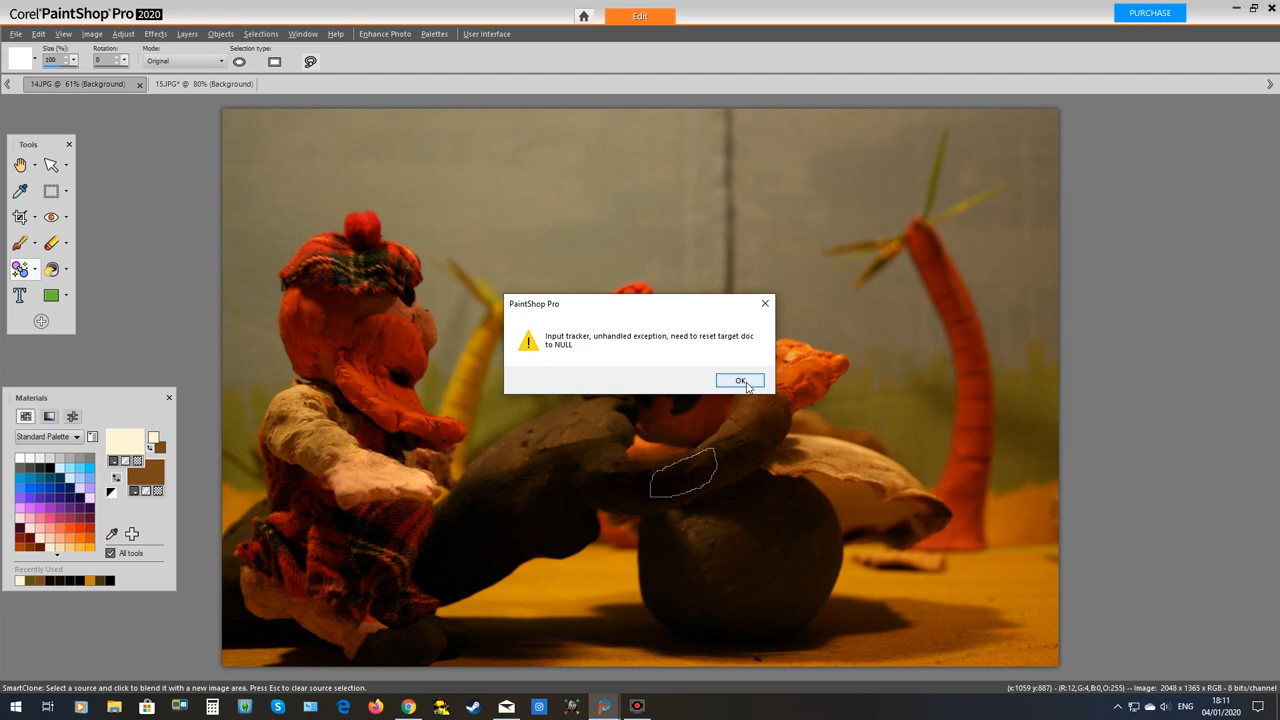 Corel PaintShop Pro 2020
Edit
PURCHASE
File Edit View Image Adjust Effects Layers Objects Selections Window Help Enhance Photo Palettes User Interface
Size (%): Rotation: Mode: Selection type:
100 0 Original
14JPG @ 61% (Background) 15JPG* @ 80% (Background)
Tools
PaintShop Pro
Input tracker, unhandled exception, need to reset target doc
to NULL
OK
Materials
Standard Palette
All tools
Recently Used
SmartClone: Select a source and click to blend it with a new image area. Press Esc to clear source selection.
(x:1059 y:887) -- (R:12,G:4,B:0,O:255) -- Image: 2048 x 1365 x RGB - 8 bits/channel
ENG
18:11
04/01/2020